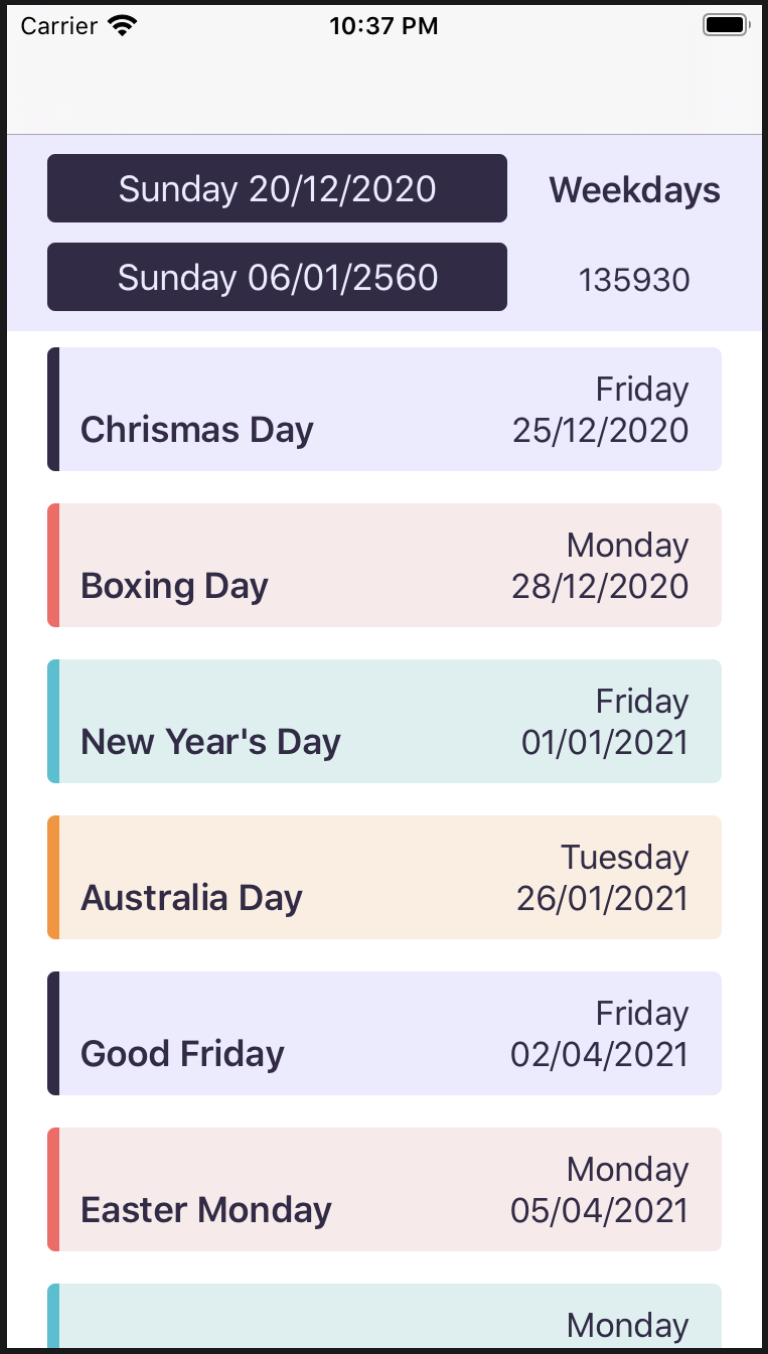 Carrier 10:37 PM
Sunday 20/12/2020 Weekdays
Sunday 06/01/2560 135930
Friday
Chrismas Day 25/12/2020
Monday
Boxing Day 28/12/2020
Friday
New Year's Day 01/01/2021
Tuesday
Australia Day 26/01/2021
Friday
Good Friday 02/04/2021
Monday
Easter Monday 05/04/2021
Monday